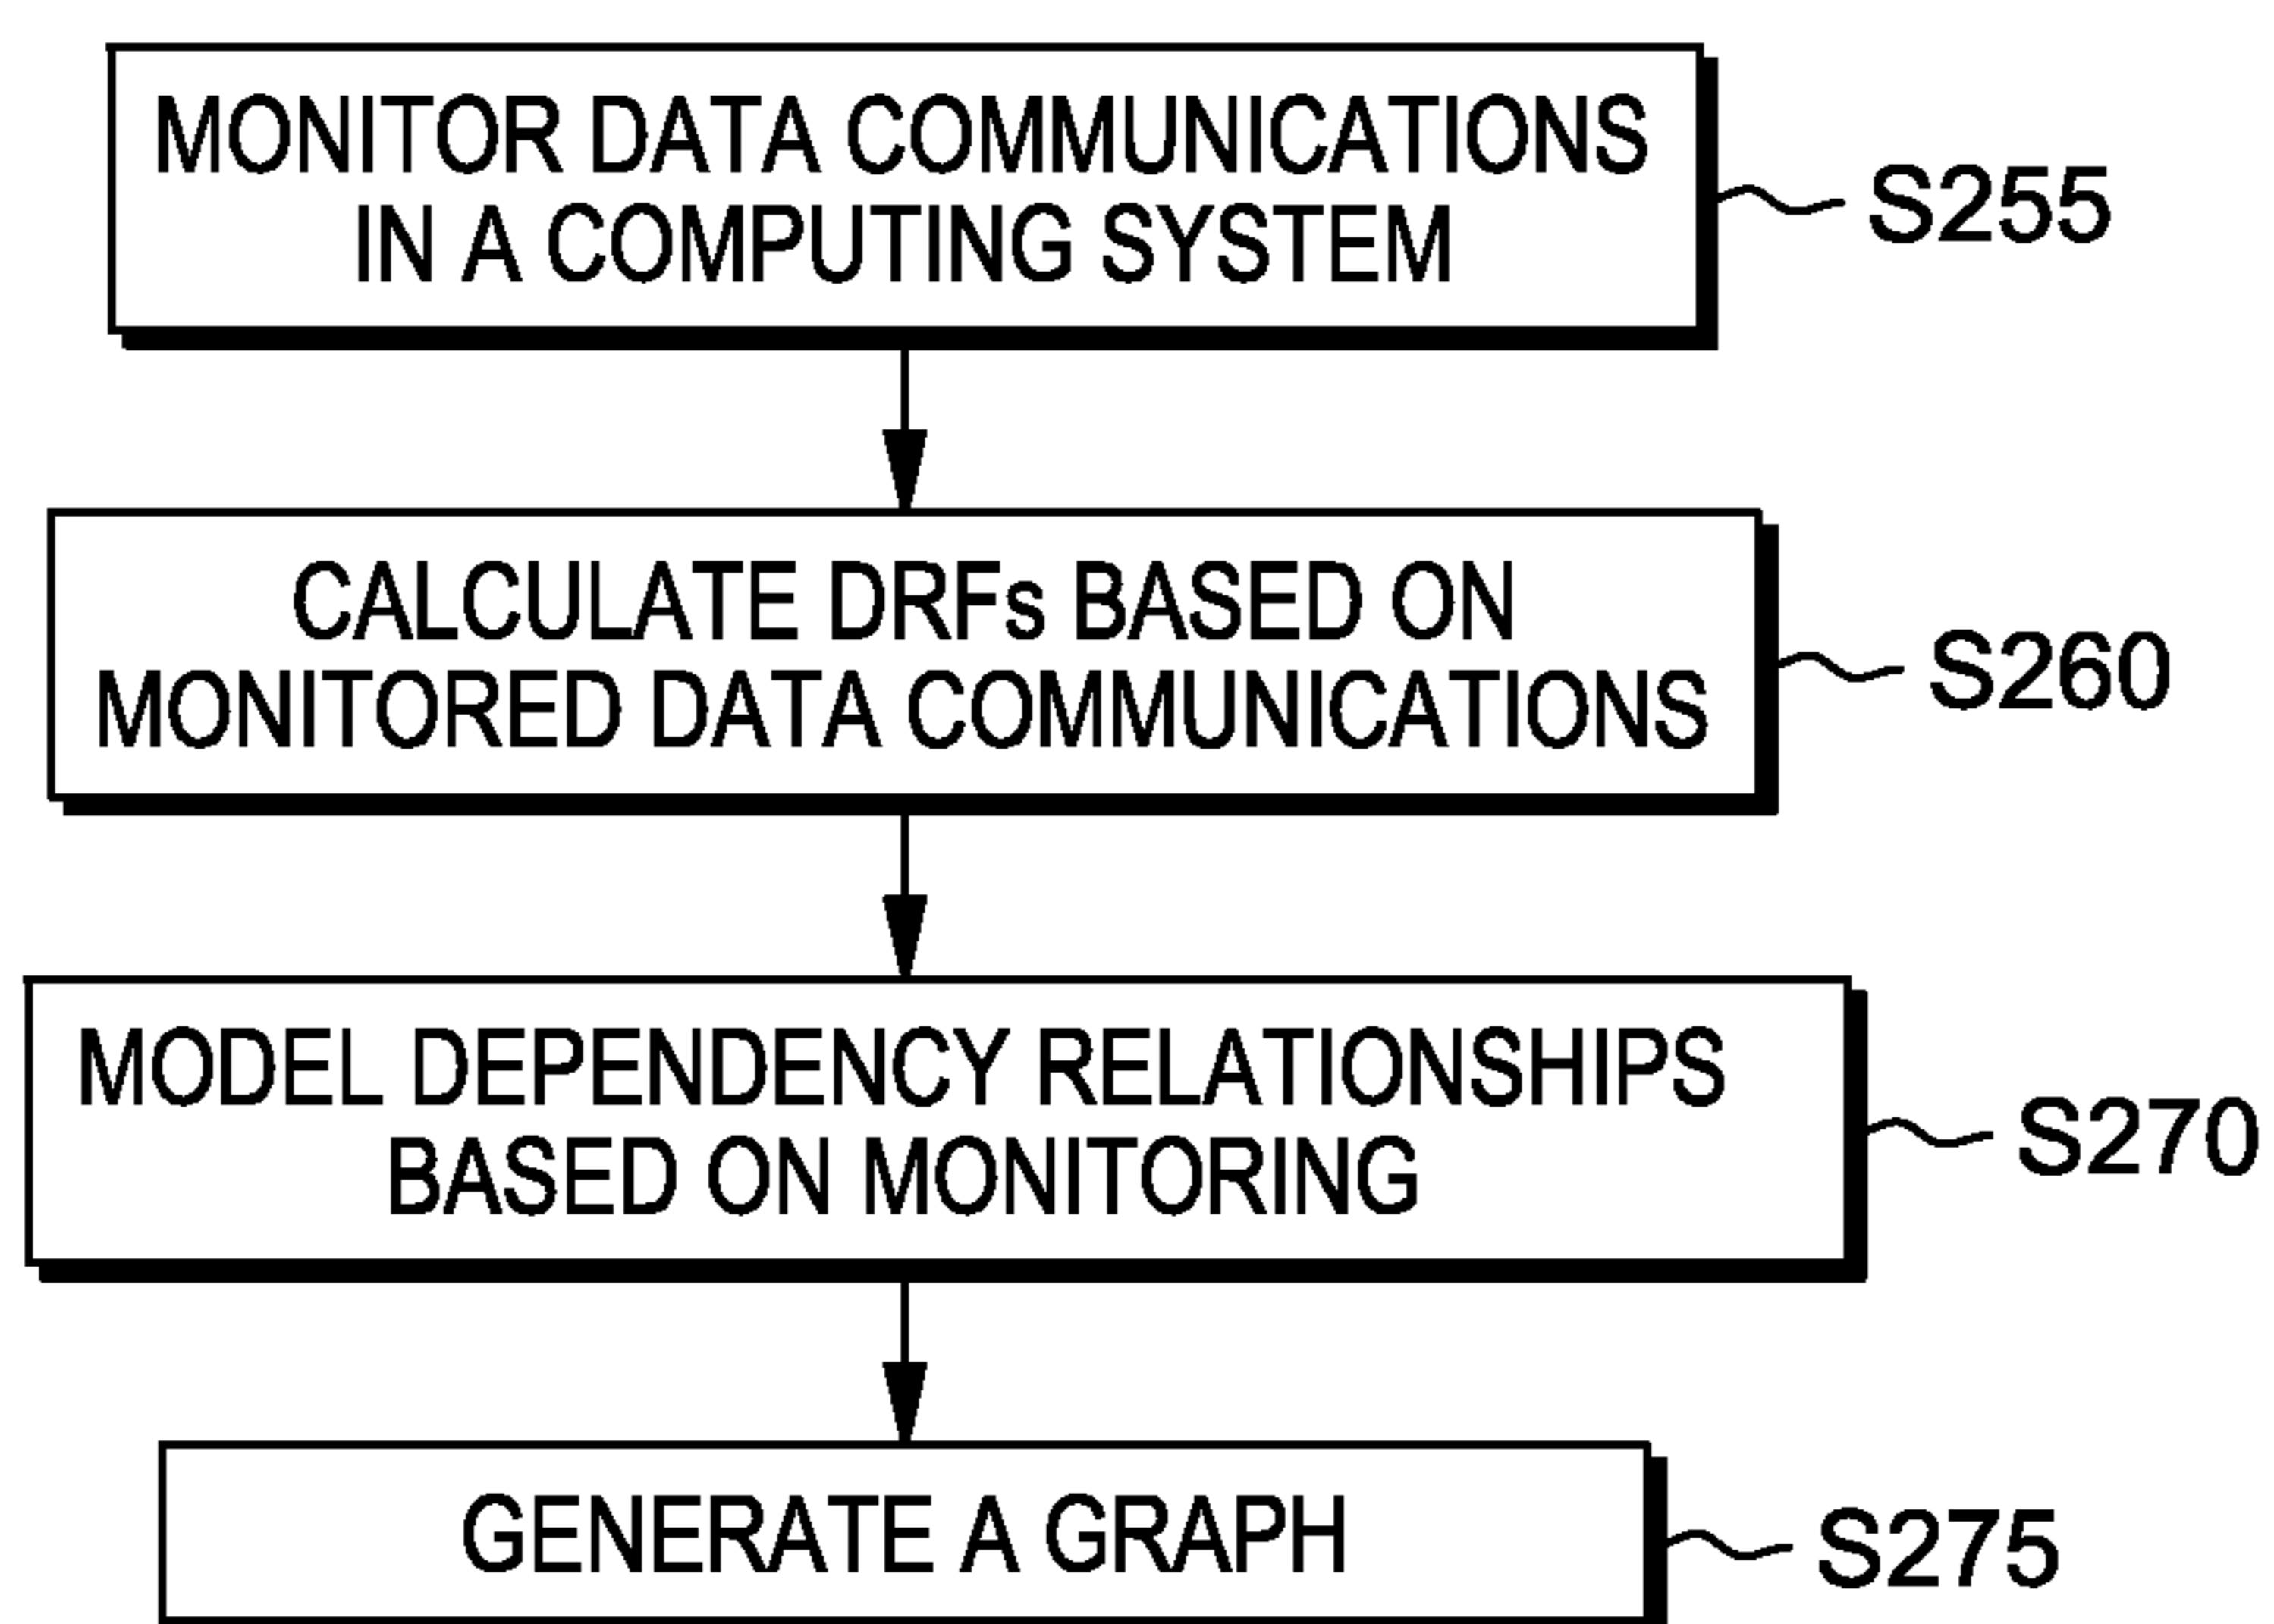 MONITOR DATA COMMUNICATIONS
IN A COMPUTING SYSTEM
S255
CALCULATE DRFs BASED ON
MONITORED DATA COMMUNICATIONS
S260
MODEL DEPENDENCY RELATIONSHIPS
BASED ON MONITORING
S270
GENERATE A GRAPH
S275